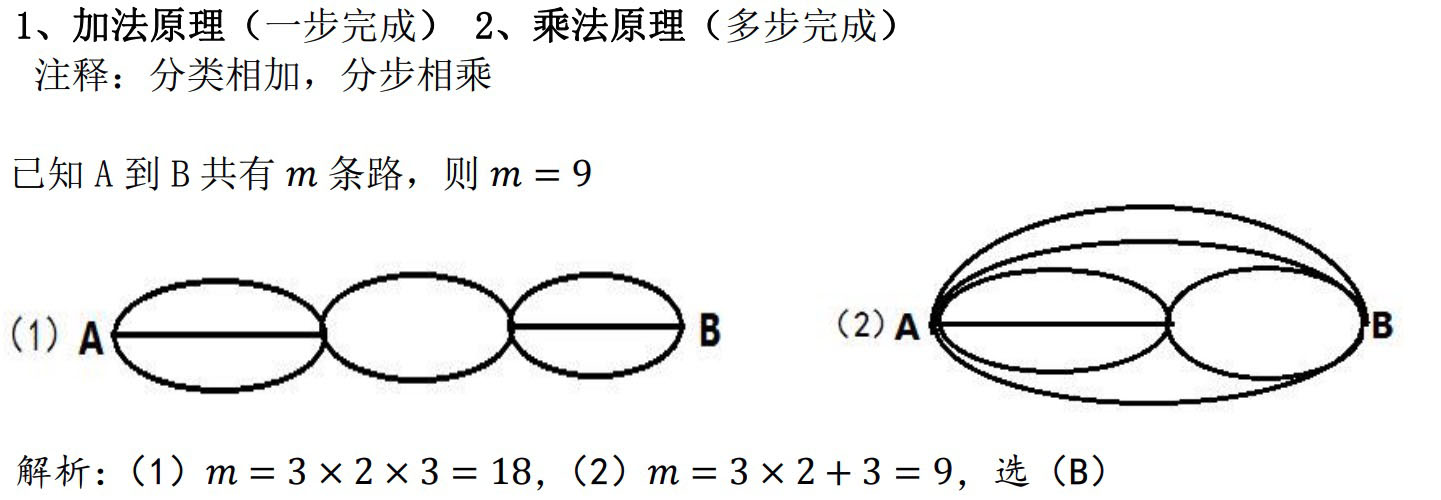 1、加法原理（一步完成） 2、乘法原理（多步完成）
注释：分类相加，分步相乘
已知 A 到 B 共有 m 条路，则 m = 9
（1） A B （2） A B
解析：（1）m = 3 × 2 × 3 = 18，（2）m = 3 × 2 + 3 = 9，选（B）